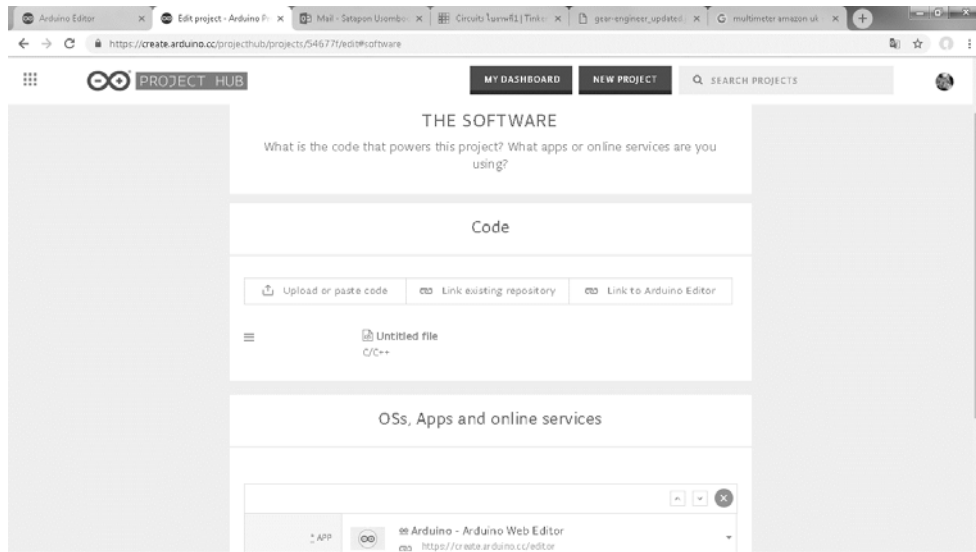 Arduino Editor
Edit project - Arduino Pr
Mail - Satapon Usombo
Circuits | Tinker
gear-engineer_updated
multimeter amazon uk
https://create.arduino.cc/projecthub/projects/54677f/edit#software
PROJECT HUB
MY DASHBOARD
NEW PROJECT
SEARCH PROJECTS
THE SOFTWARE
What is the code that powers this project? What apps or online services are you
using?
Code
Upload or paste code
Link existing repository
Link to Arduino Editor
Untitled file
C/C++
OSs, Apps and online services
* APP
Arduino - Arduino Web Editor
https://create.arduino.cc/editor